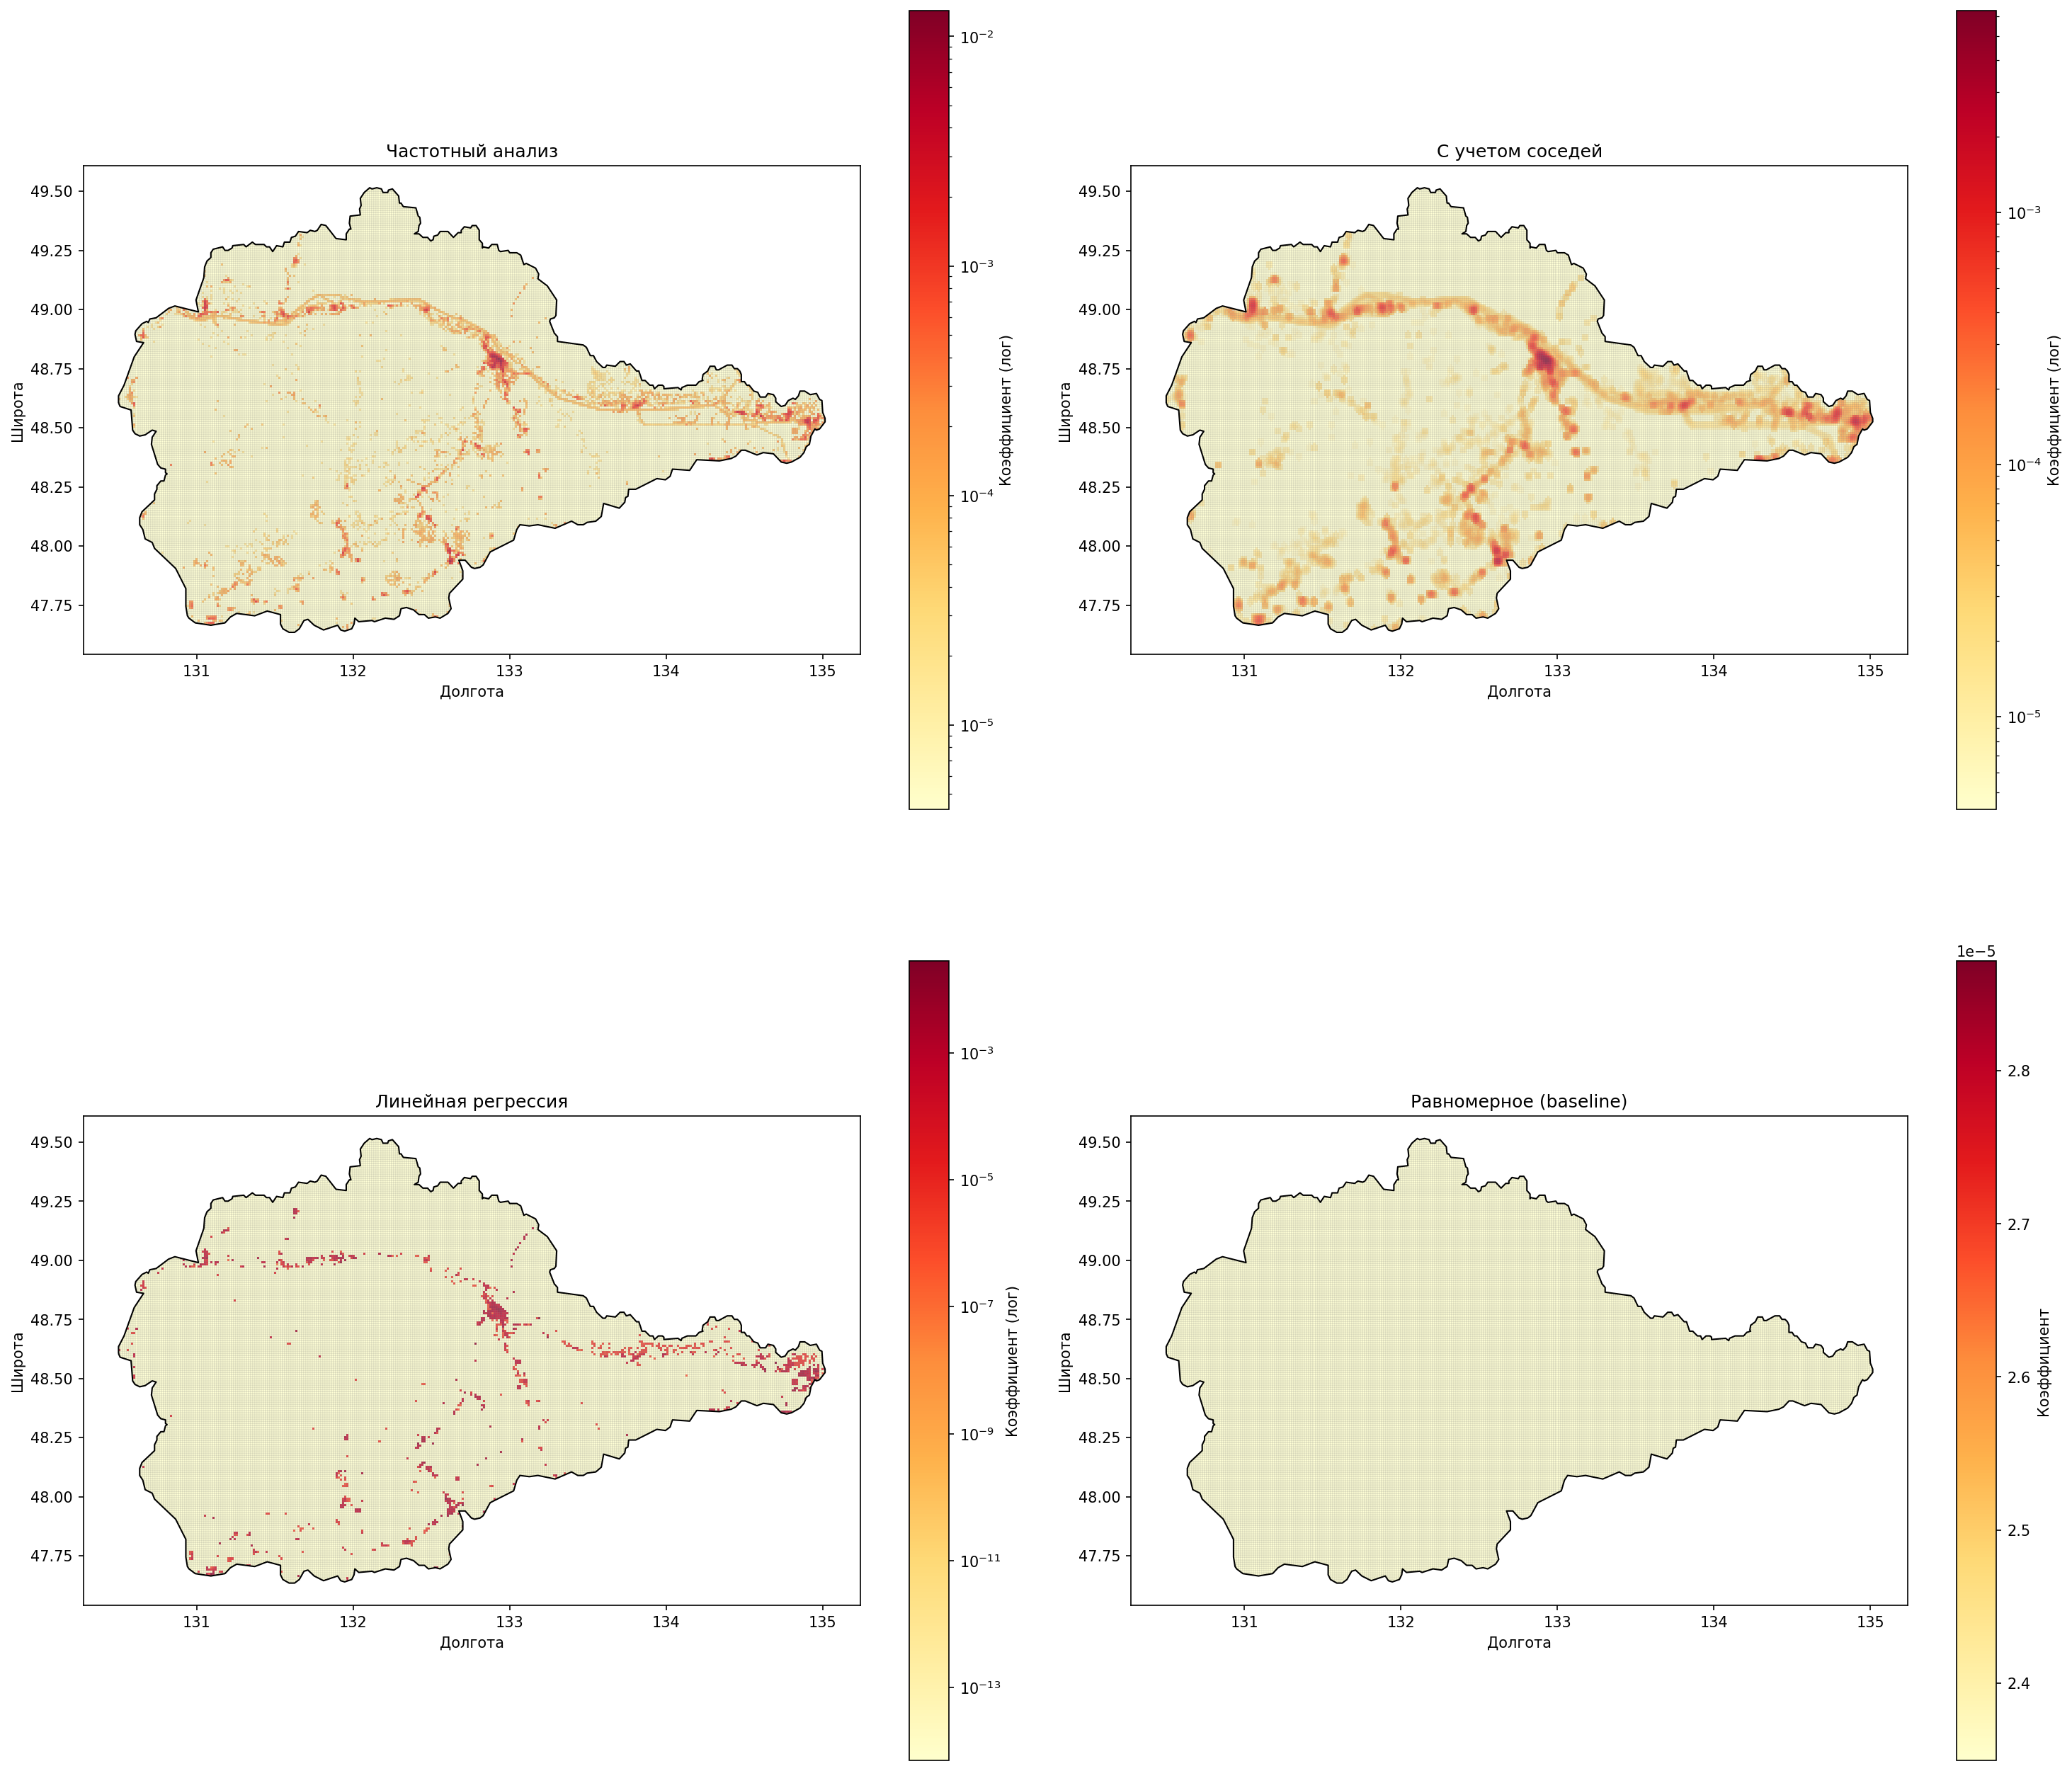 Частотный анализ
49.50
49.25
49.00
48.75
48.50
48.25
48.00
47.75
Широта
131 132 133 134 135
Долгота
10⁻²
10⁻³
10⁻⁴
10⁻⁵
Коэффициент (лог)
С учетом соседей
49.50
49.25
49.00
48.75
48.50
48.25
48.00
47.75
Широта
131 132 133 134 135
Долгота
10⁻³
10⁻⁴
10⁻⁵
Коэффициент (лог)
Линейная регрессия
49.50
49.25
49.00
48.75
48.50
48.25
48.00
47.75
Широта
131 132 133 134 135
Долгота
10⁻³
10⁻⁵
10⁻⁷
10⁻⁹
10⁻¹¹
10⁻¹³
Коэффициент (лог)
Равномерное (baseline)
49.50
49.25
49.00
48.75
48.50
48.25
48.00
47.75
Широта
131 132 133 134 135
Долгота
1e−5
2.8
2.7
2.6
2.5
2.4
Коэффициент